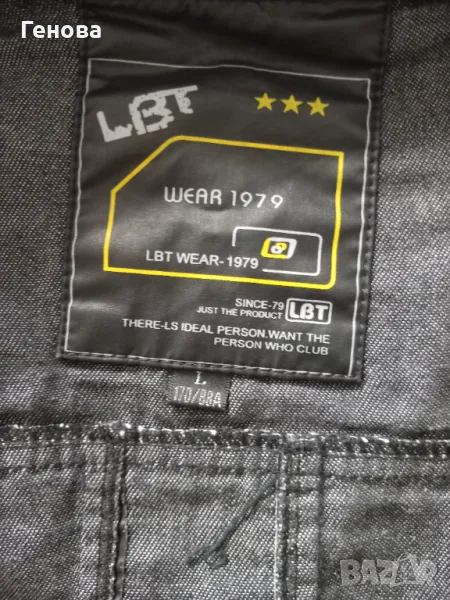 Генова
LBT
WEAR 1979
LBT WEAR-1979
SINCE-79
JUST THE PRODUCT LBT
THERE-LS IDEAL PERSON.WANT THE
PERSON WHO CLUB
L
170/88A
BAZAR